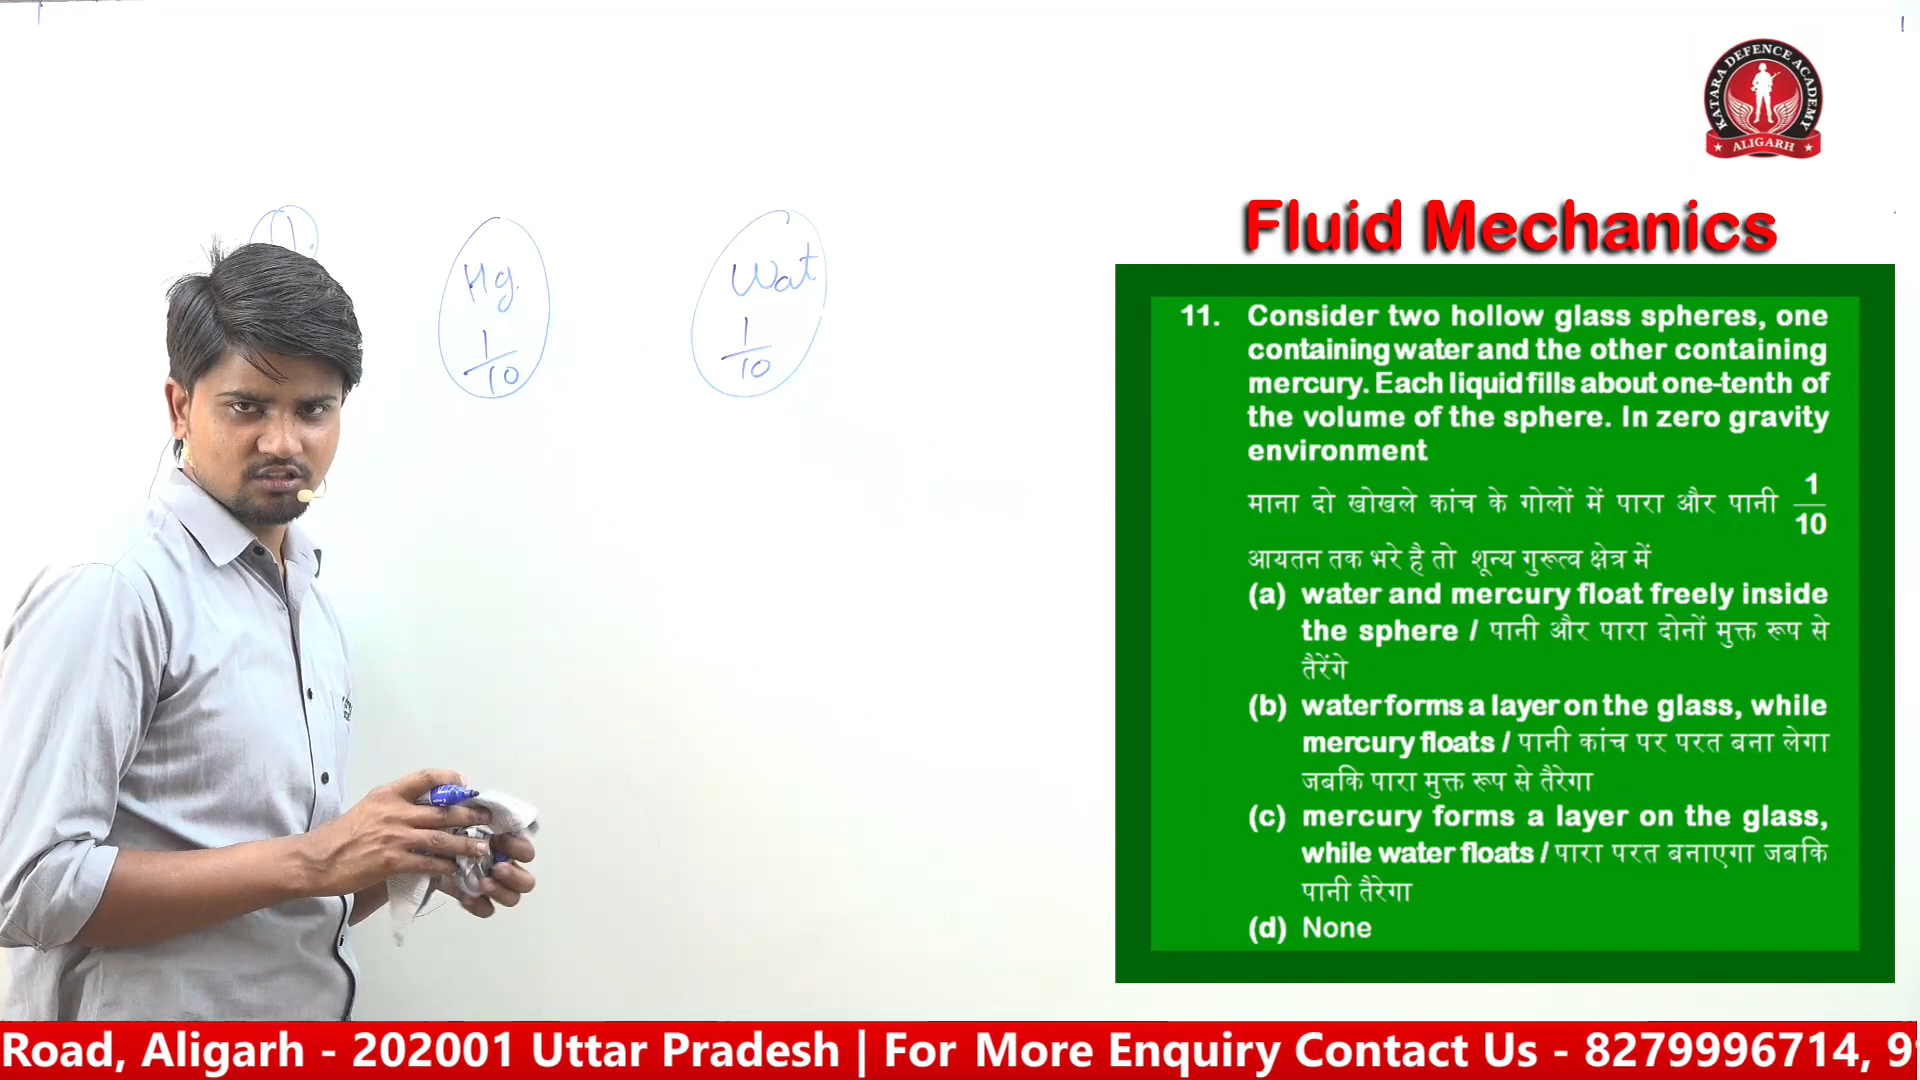 KATARA DEFENCE ACADEMY
ALIGARH
Fluid Mechanics
Hg.
1/10
Wat
1/10
11. Consider two hollow glass spheres, one
containing water and the other containing
mercury. Each liquid fills about one-tenth of
the volume of the sphere. In zero gravity
environment
माना दो खोखले कांच के गोलों में पारा और पानी 1/10
आयतन तक भरे है तो शून्य गुरूत्व क्षेत्र में
(a) water and mercury float freely inside
the sphere / पानी और पारा दोनों मुक्त रूप से
तैरेंगे
(b) water forms a layer on the glass, while
mercury floats / पानी कांच पर परत बना लेगा
जबकि पारा मुक्त रूप से तैरेगा
(c) mercury forms a layer on the glass,
while water floats / पारा परत बनाएगा जबकि
पानी तैरेगा
(d) None
Road, Aligarh - 202001 Uttar Pradesh | For More Enquiry Contact Us - 8279996714, 9